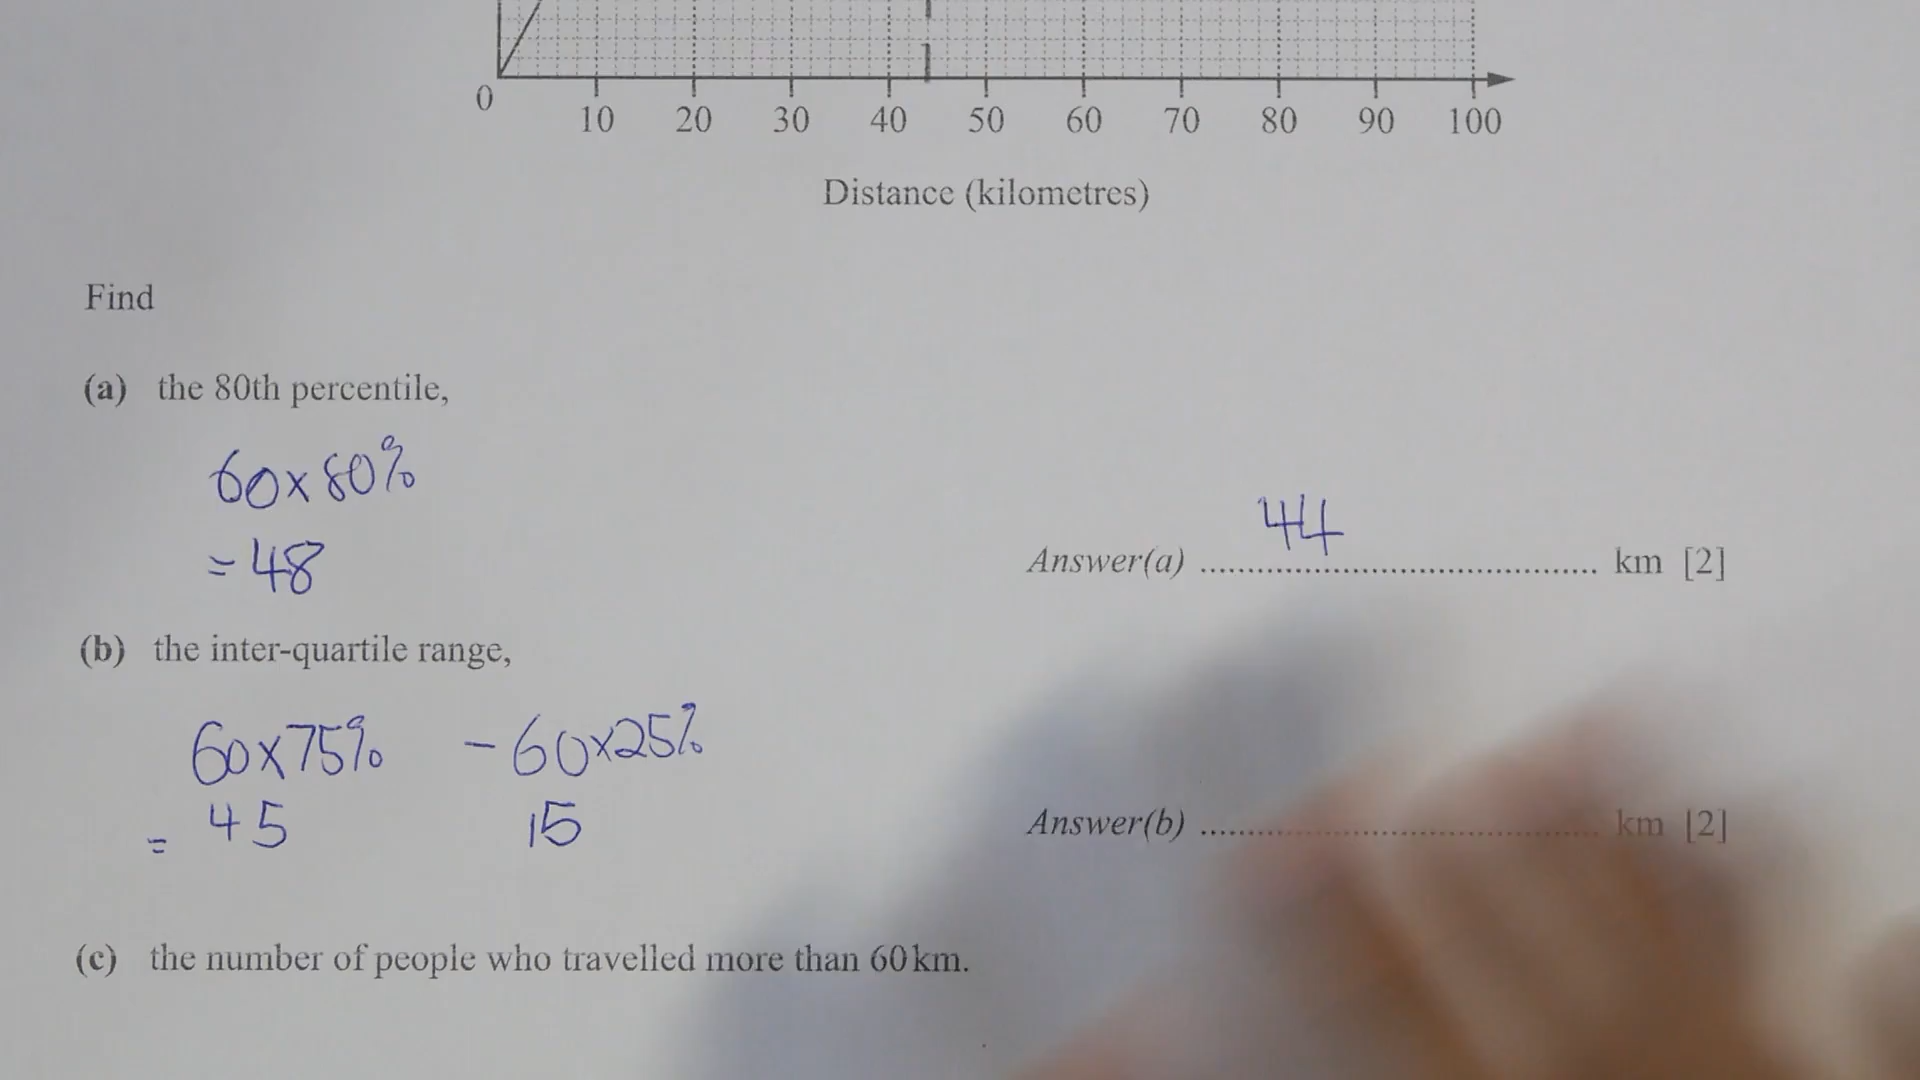 0
10 20 30 40 50 60 70 80 90 100
Distance (kilometres)
Find
(a) the 80th percentile,
60x80%
= 48
44
Answer(a) ........................................ km [2]
(b) the inter-quartile range,
60x75% - 60x25%
= 45 15
Answer(b) ........................................ km [2]
(c) the number of people who travelled more than 60 km.